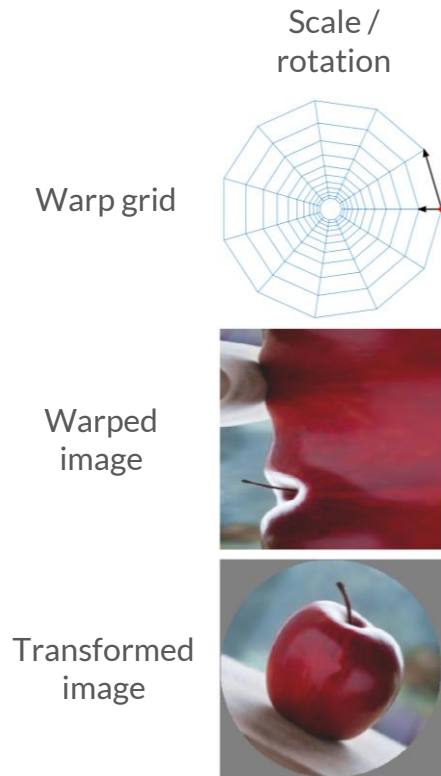 Scale /
rotation
Warp grid
Warped
image
Transformed
image